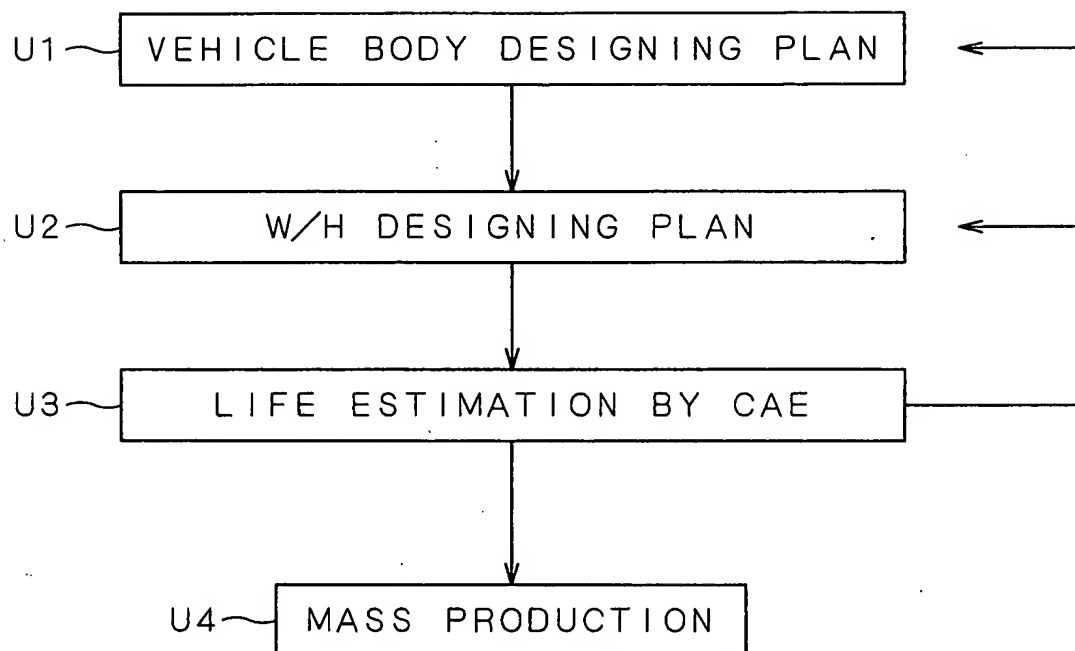 U1 VEHICLE BODY DESIGNING PLAN
U2 W/H DESIGNING PLAN
U3 LIFE ESTIMATION BY CAE
U4 MASS PRODUCTION